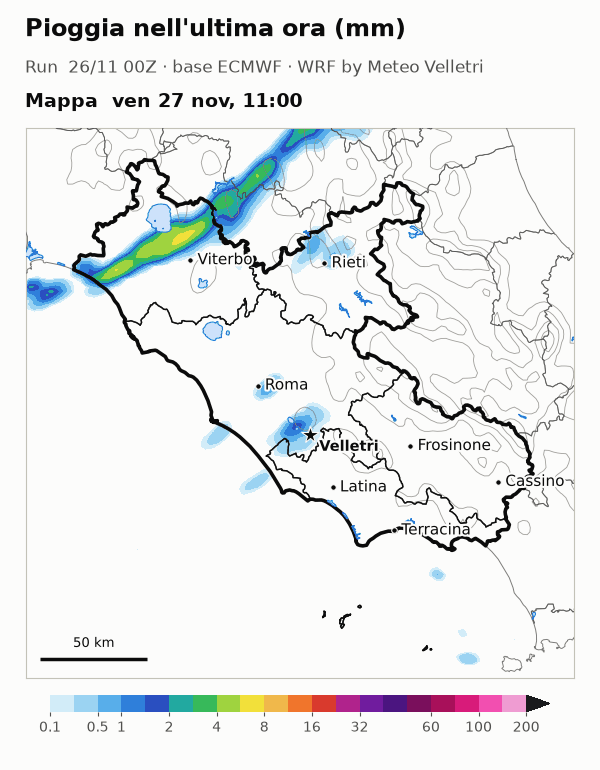 Pioggia nell'ultima ora (mm)
Run  26/11 00Z · base ECMWF · WRF by Meteo Velletri
Mappa  ven 27 nov, 11:00
Viterbo
Rieti
Roma
Velletri
Frosinone
Cassino
Latina
Terracina
50 km
0.1 0.5 1 2 4 8 16 32 60 100 200